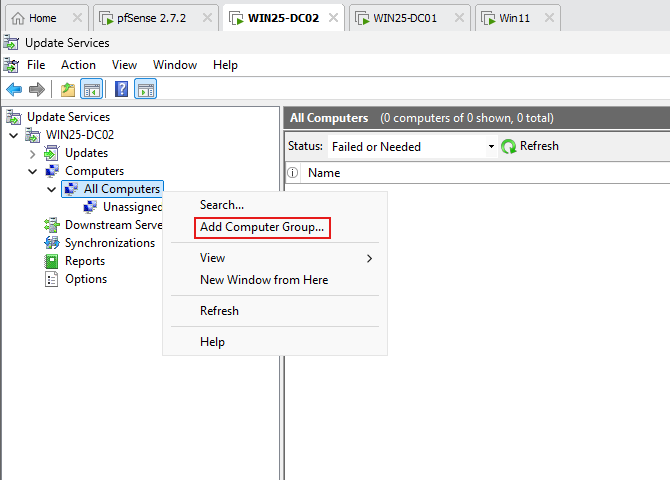 Home
pfSense 2.7.2
WIN25-DC02
WIN25-DC01
Win11
Update Services
File Action View Window Help
Update Services
WIN25-DC02
Updates
Computers
All Computers
Unassigned
Downstream Serve
Synchronizations
Reports
Options
Search...
Add Computer Group...
View
New Window from Here
Refresh
Help
All Computers (0 computers of 0 shown, 0 total)
Status: Failed or Needed Refresh
Name